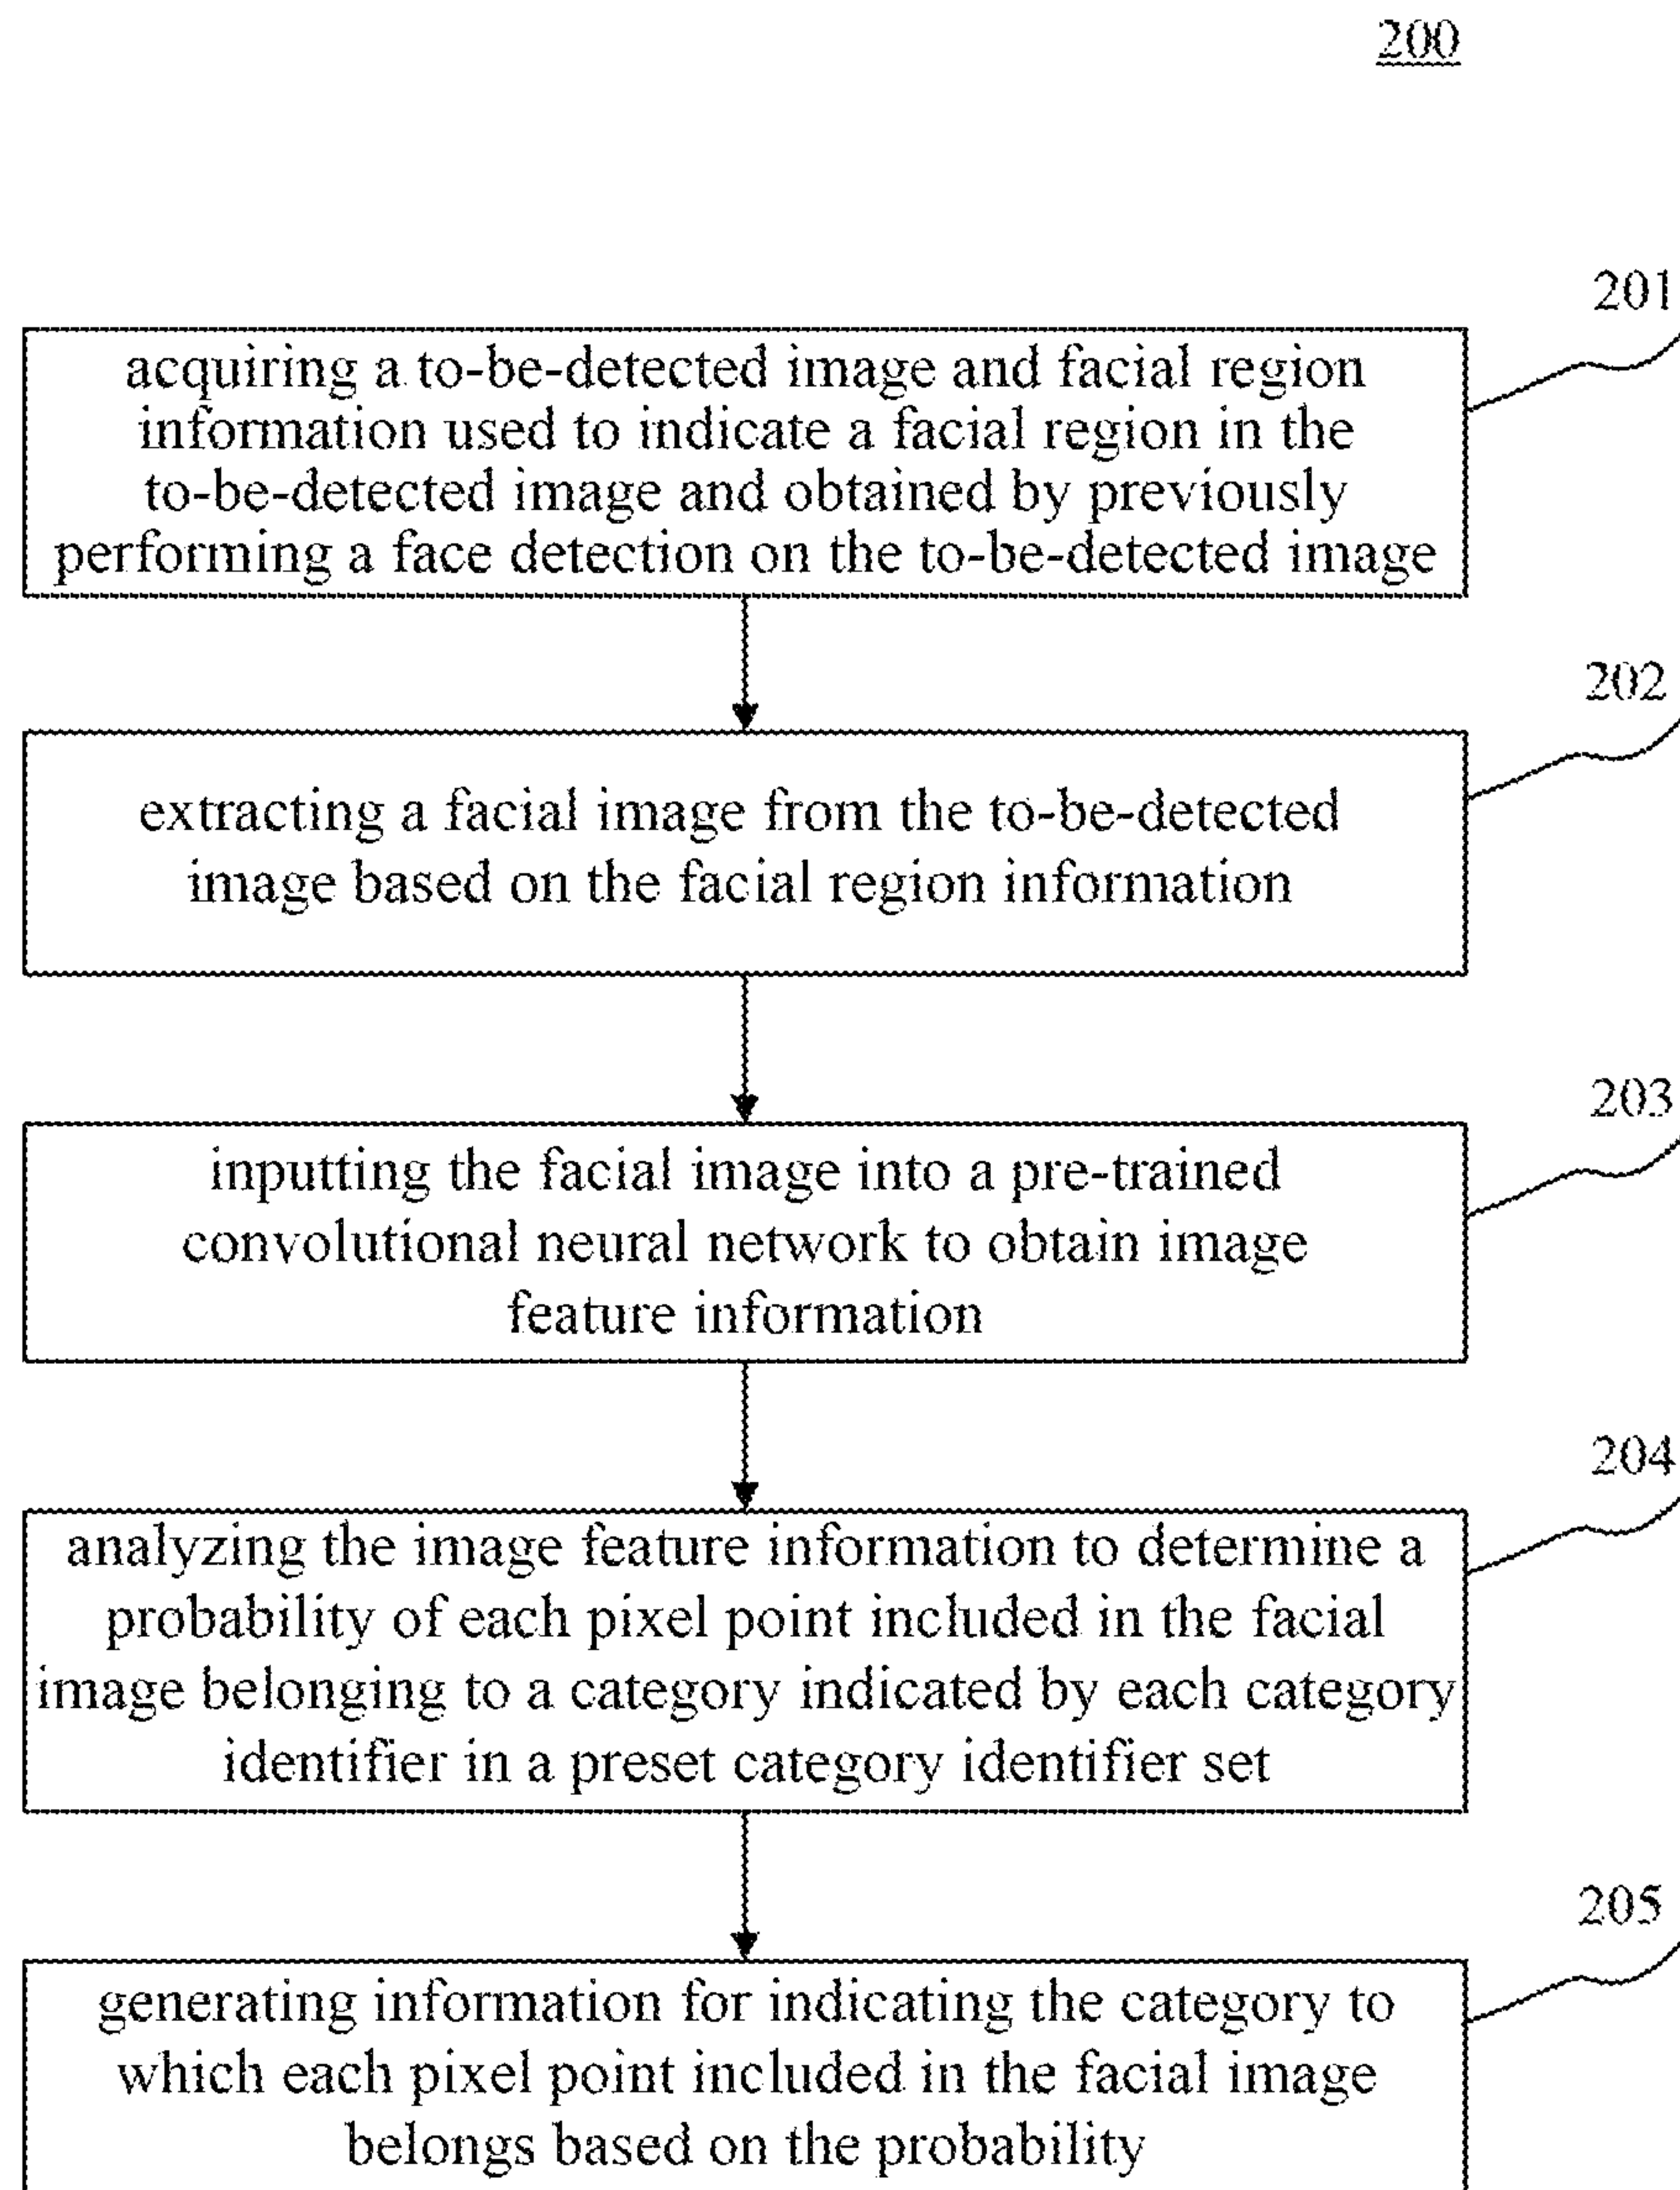 200
201
acquiring a to-be-detected image and facial region
information used to indicate a facial region in the
to-be-detected image and obtained by previously
performing a face detection on the to-be-detected image
202
extracting a facial image from the to-be-detected
image based on the facial region information
203
inputting the facial image into a pre-trained
convolutional neural network to obtain image
feature information
204
analyzing the image feature information to determine a
probability of each pixel point included in the facial
image belonging to a category indicated by each category
identifier in a preset category identifier set
205
generating information for indicating the category to
which each pixel point included in the facial image
belongs based on the probability